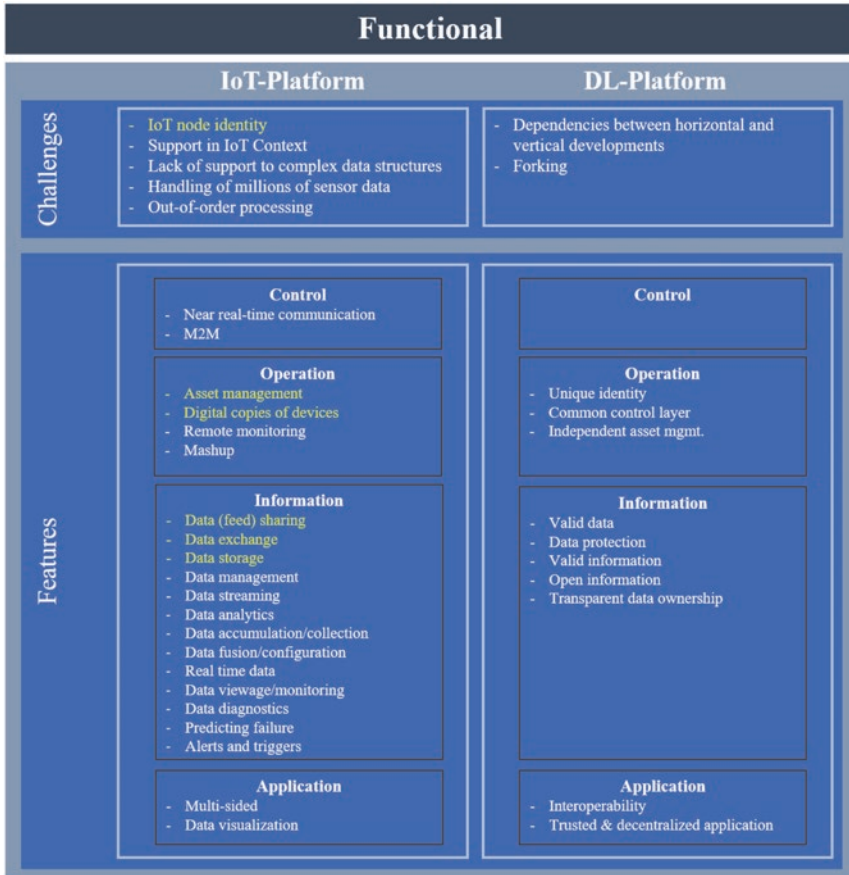 Functional
IoT-Platform
DL-Platform
Challenges
- IoT node identity
- Support in IoT Context
- Lack of support to complex data structures
- Handling of millions of sensor data
- Out-of-order processing
- Dependencies between horizontal and
vertical developments
- Forking
Features
Control
- Near real-time communication
- M2M
Operation
- Asset management
- Digital copies of devices
- Remote monitoring
- Mashup
Information
- Data (feed) sharing
- Data exchange
- Data storage
- Data management
- Data streaming
- Data analytics
- Data accumulation/collection
- Data fusion/configuration
- Real time data
- Data viewage/monitoring
- Data diagnostics
- Predicting failure
- Alerts and triggers
Application
- Multi-sided
- Data visualization
Control
Operation
- Unique identity
- Common control layer
- Independent asset mgmt.
Information
- Valid data
- Data protection
- Valid information
- Open information
- Transparent data ownership
Application
- Interoperability
- Trusted & decentralized application